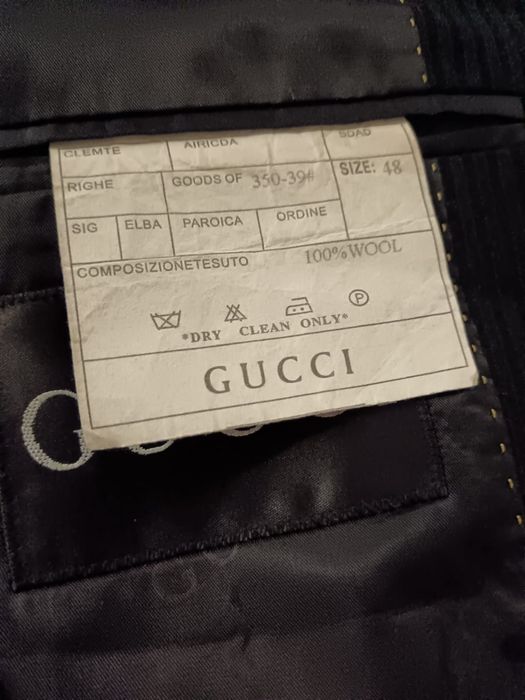 CLEMTE AIRICDA SDAD
RIGHE GOODS OF 350-39# SIZE: 48
SIG ELBA PAROICA ORDINE
COMPOSIZIONETESUTO 100%WOOL
P
*DRY CLEAN ONLY*
GUCCI
G